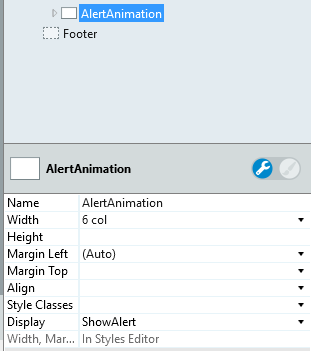 AlertAnimation
Footer
AlertAnimation
Name AlertAnimation
Width 6 col
Height
Margin Left (Auto)
Margin Top
Align
Style Classes
Display ShowAlert
Width, Mar... In Styles Editor